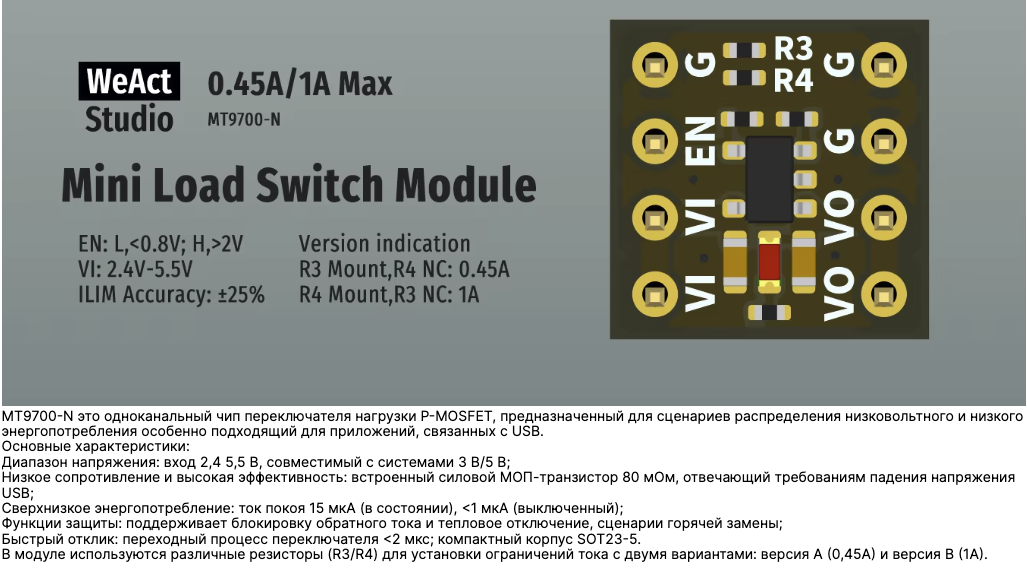 WeAct
Studio
0.45A/1A Max
MT9700-N
Mini Load Switch Module
EN: L,<0.8V; H,>2V
VI: 2.4V-5.5V
ILIM Accuracy: ±25%
Version indication
R3 Mount,R4 NC: 0.45A
R4 Mount,R3 NC: 1A
G
EN
VI
VI
R3
R4
G
G
VO
VO
MT9700-N это одноканальный чип переключателя нагрузки P-MOSFET, предназначенный для сценариев распределения низковольтного и низкого
энергопотребления особенно подходящий для приложений, связанных с USB.
Основные характеристики:
Диапазон напряжения: вход 2,4 5,5 В, совместимый с системами 3 В/5 В;
Низкое сопротивление и высокая эффективность: встроенный силовой МОП-транзистор 80 мОм, отвечающий требованиям падения напряжения
USB;
Сверхнизкое энергопотребление: ток покоя 15 мкА (в состоянии), <1 мкА (выключенный);
Функции защиты: поддерживает блокировку обратного тока и тепловое отключение, сценарии горячей замены;
Быстрый отклик: переходный процесс переключателя <2 мкс; компактный корпус SOT23-5.
В модуле используются различные резисторы (R3/R4) для установки ограничений тока с двумя вариантами: версия A (0,45A) и версия B (1A).